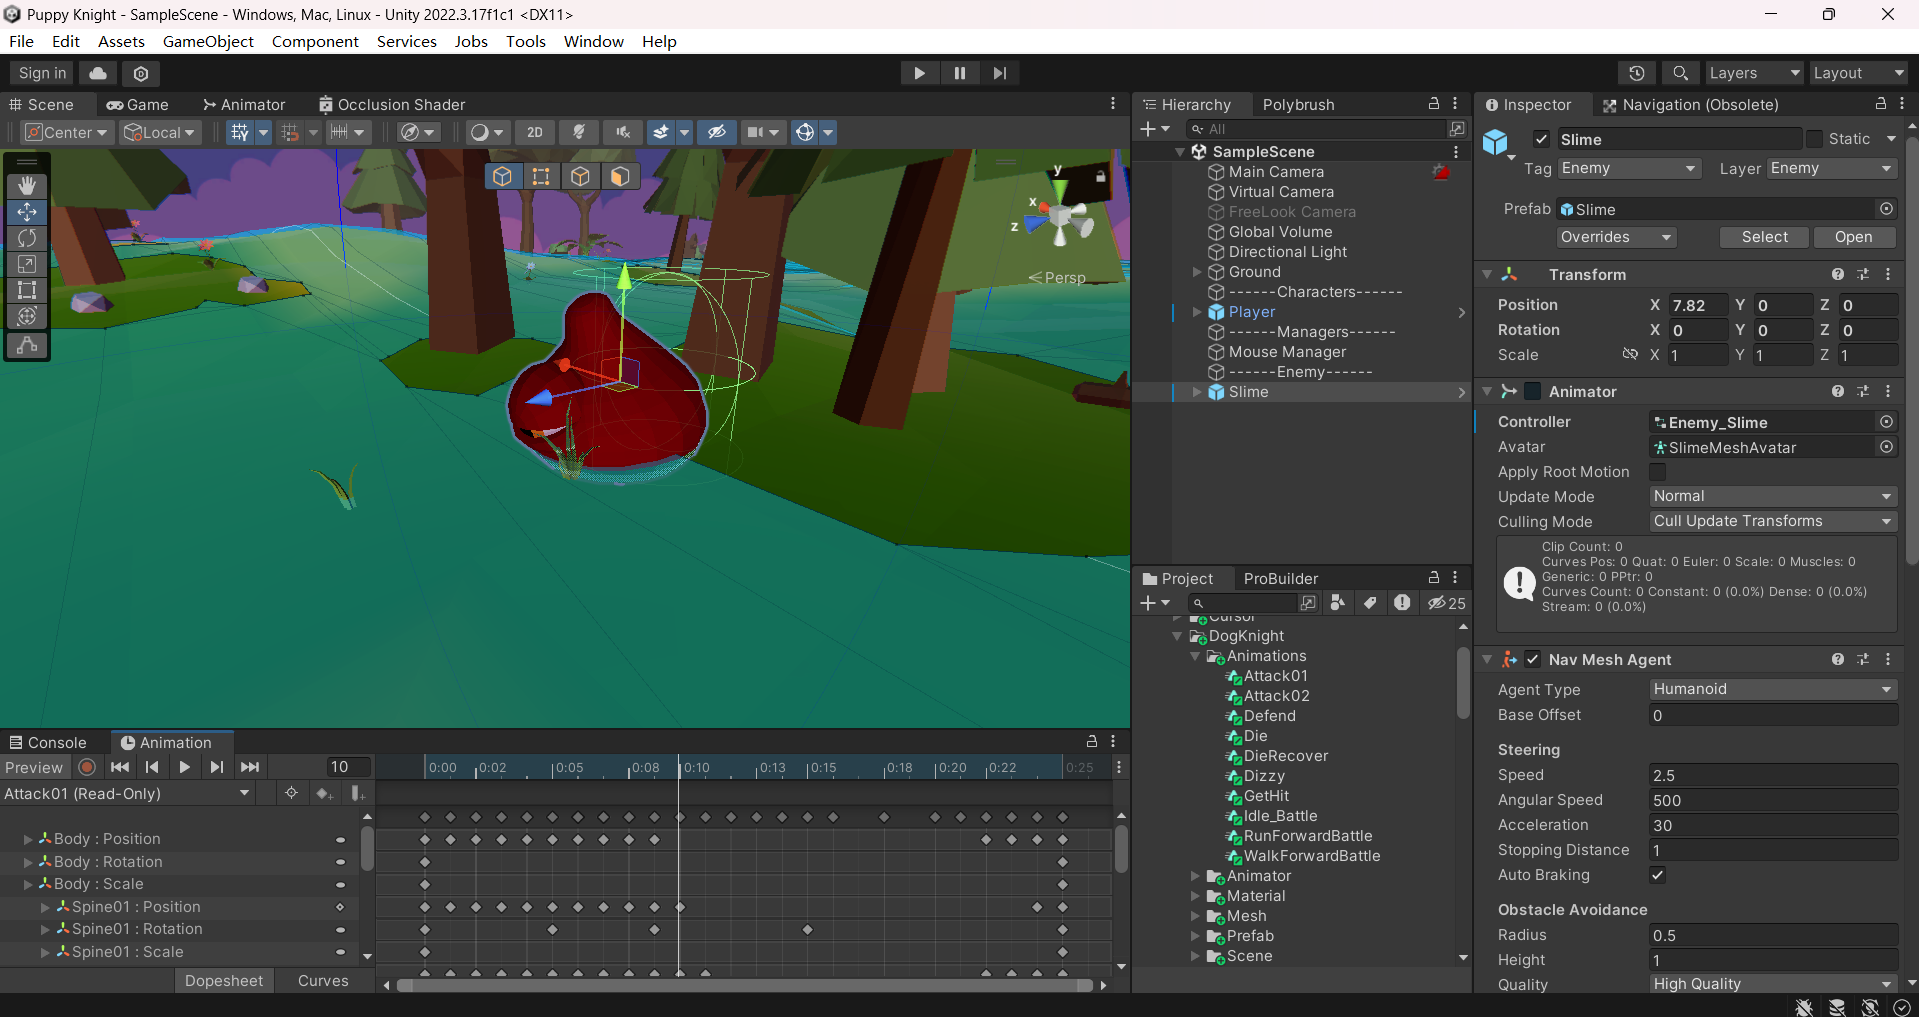 Puppy Knight - SampleScene - Windows, Mac, Linux - Unity 2022.3.17f1c1 <DX11>
File Edit Assets GameObject Component Services Jobs Tools Window Help
Sign in
Layers
Layout
Scene
Game
Animator
Occlusion Shader
Center
Local
2D
y
x
z
Persp
Hierarchy
Polybrush
All
SampleScene
Main Camera
Virtual Camera
FreeLook Camera
Global Volume
Directional Light
Ground
------Characters------
Player
------Managers------
Mouse Manager
------Enemy------
Slime
Project
ProBuilder
25
Cursor
DogKnight
Animations
Attack01
Attack02
Defend
Die
DieRecover
Dizzy
GetHit
Idle_Battle
RunForwardBattle
WalkForwardBattle
Animator
Material
Mesh
Prefab
Scene
Inspector
Navigation (Obsolete)
Slime
Static
Tag Enemy
Layer Enemy
Prefab Slime
Overrides
Select
Open
Transform
Position X 7.82 Y 0 Z 0
Rotation X 0 Y 0 Z 0
Scale X 1 Y 1 Z 1
Animator
Controller Enemy_Slime
Avatar SlimeMeshAvatar
Apply Root Motion
Update Mode Normal
Culling Mode Cull Update Transforms
Clip Count: 0
Curves Pos: 0 Quat: 0 Euler: 0 Scale: 0 Muscles: 0
Generic: 0 PPtr: 0
Curves Count: 0 Constant: 0 (0.0%) Dense: 0 (0.0%)
Stream: 0 (0.0%)
Nav Mesh Agent
Agent Type Humanoid
Base Offset 0
Steering
Speed 2.5
Angular Speed 500
Acceleration 30
Stopping Distance 1
Auto Braking
Obstacle Avoidance
Radius 0.5
Height 1
Quality High Quality
Console
Animation
Preview
10
0:00 0:02 0:05 0:08 0:10 0:13 0:15 0:18 0:20 0:22 0:25
Attack01 (Read-Only)
Body : Position
Body : Rotation
Body : Scale
Spine01 : Position
Spine01 : Rotation
Spine01 : Scale
Dopesheet
Curves